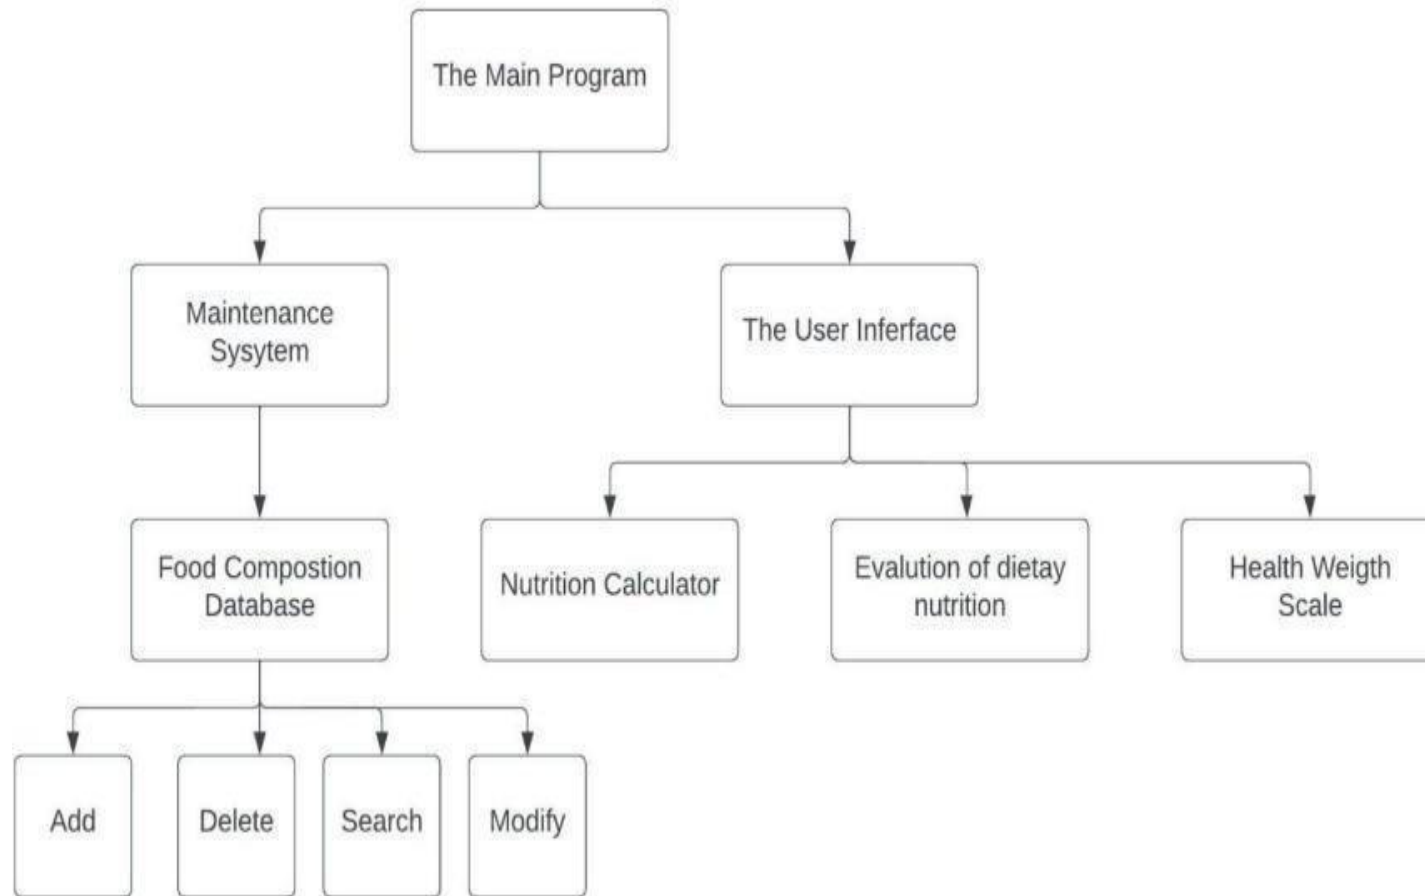 The Main Program
Maintenance
Sysytem
The User Inferface
Food Compostion
Database
Nutrition Calculator
Evalution of dietay
nutrition
Health Weigth
Scale
Add
Delete
Search
Modify